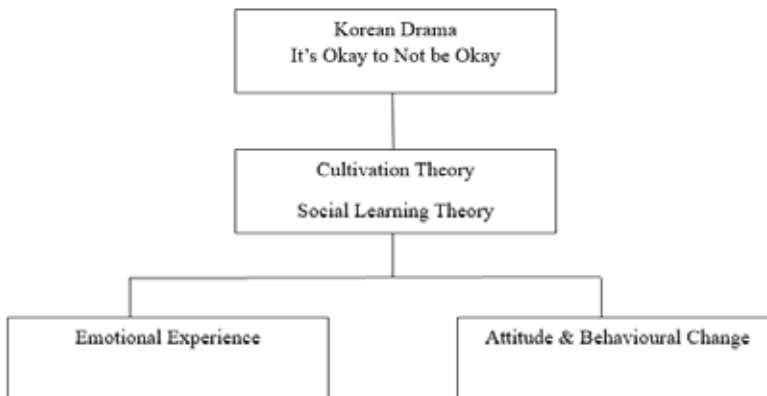 Korean Drama
It's Okay to Not be Okay
Cultivation Theory
Social Learning Theory
Emotional Experience
Attitude & Behavioural Change